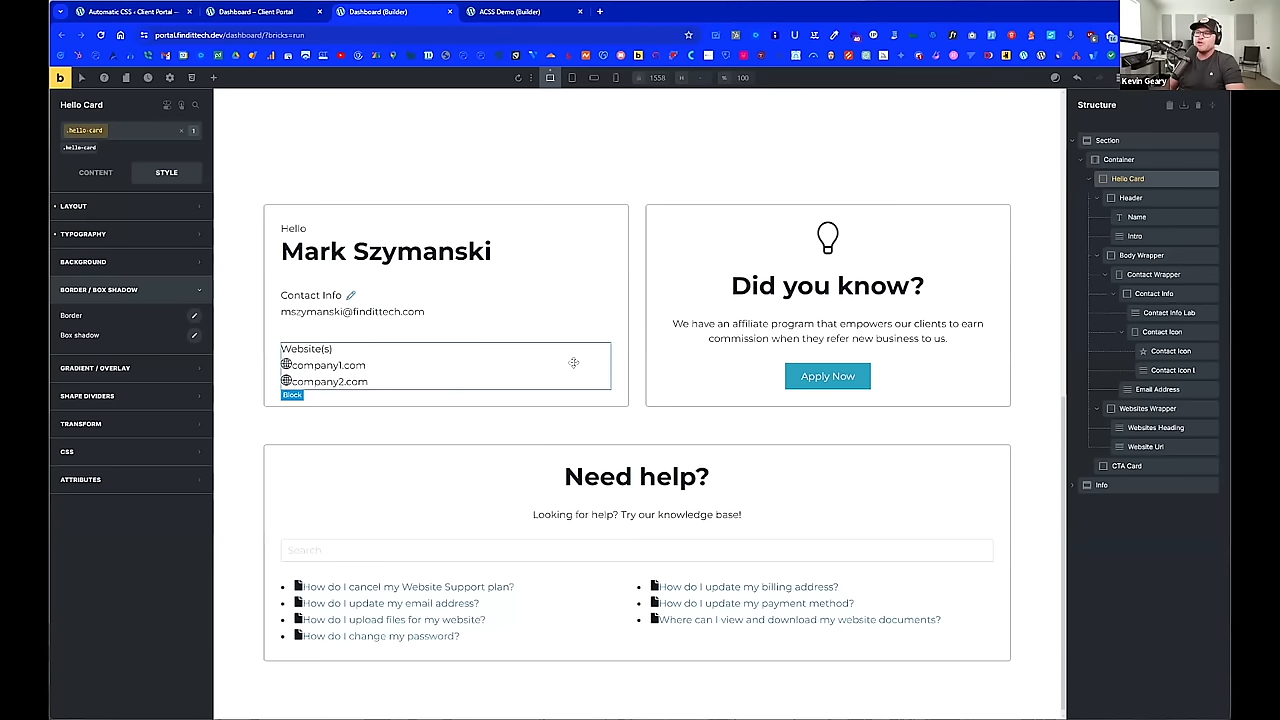 Automatic CSS ‹ Client Portal —
Dashboard – Client Portal
Dashboard (Builder)
ACSS Demo (Builder)
portal.findittech.dev/dashboard/?bricks=run
Kevin Geary
b
1558
H
-
%
100
Hello Card
.hello-card
1
.hello-card
CONTENT
STYLE
LAYOUT
TYPOGRAPHY
BACKGROUND
BORDER / BOX SHADOW
Border
Box shadow
GRADIENT / OVERLAY
SHAPE DIVIDERS
TRANSFORM
CSS
ATTRIBUTES
Hello
Mark Szymanski
Contact Info
mszymanski@findittech.com
Website(s)
company1.com
company2.com
Block
Did you know?
We have an affiliate program that empowers our clients to earn
commission when they refer new business to us.
Apply Now
Need help?
Looking for help? Try our knowledge base!
Search
How do I cancel my Website Support plan?
How do I update my email address?
How do I upload files for my website?
How do I change my password?
How do I update my billing address?
How do I update my payment method?
Where can I view and download my website documents?
Structure
Section
Container
Hello Card
Header
Name
Intro
Body Wrapper
Contact Wrapper
Contact Info
Contact Info Lab
Contact Icon
Contact Icon
Contact Icon
Email Address
Websites Wrapper
Websites Heading
Website Url
CTA Card
Info